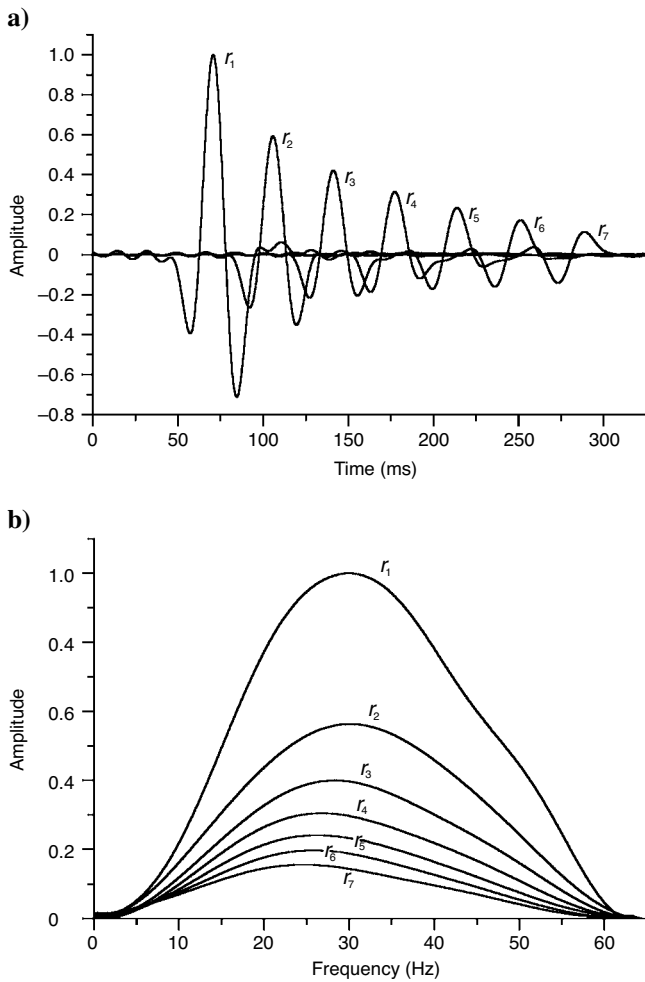 a)
1.0
0.8
0.6
0.4
0.2
0
–0.2
–0.4
–0.6
–0.8
Amplitude
r1
r2
r3
r4
r5
r6
r7
0 50 100 150 200 250 300
Time (ms)
b)
1.0
0.4
0.6
0.4
0.2
0
Amplitude
r1
r2
r3
r4
r5
r6
r7
0 10 20 30 40 50 60
Frequency (Hz)